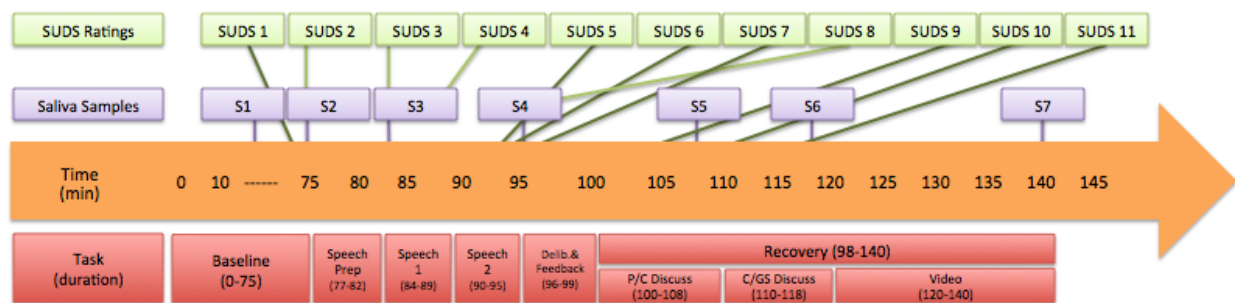 SUDS Ratings SUDS 1 SUDS 2 SUDS 3 SUDS 4 SUDS 5 SUDS 6 SUDS 7 SUDS 8 SUDS 9 SUDS 10 SUDS 11
Saliva Samples S1 S2 S3 S4 S5 S6 S7
Time
(min)
0 10 ------ 75 80 85 90 95 100 105 110 115 120 125 130 135 140 145
Task
(duration)
Baseline
(0-75)
Speech
Prep
(77-82)
Speech
1
(84-89)
Speech
2
(90-95)
Delib.&
Feedback
(96-99)
Recovery (98-140)
P/C Discuss
(100-108)
C/GS Discuss
(110-118)
Video
(120-140)